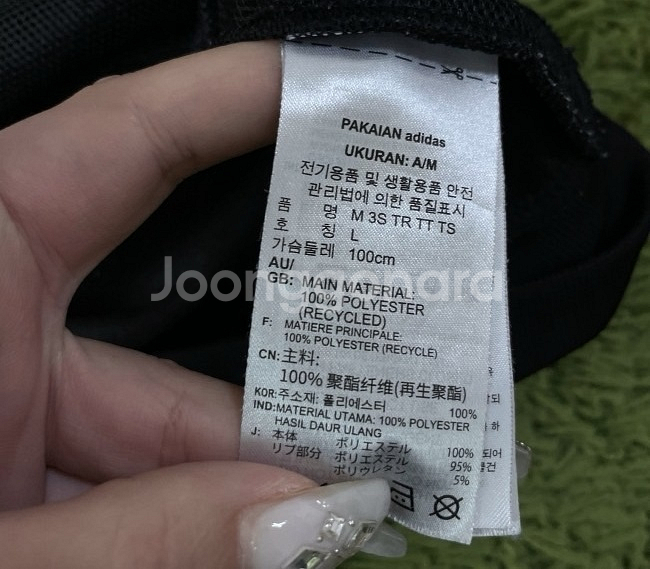 PAKAIAN adidas
UKURAN: A/M
전기용품 및 생활용품 안전
관리법에 의한 품질표시
품 명 M 3S TR TT TS
호 칭 L
가슴둘레 100cm
AU/
GB: MAIN MATERIAL:
100% POLYESTER
(RECYCLED)
F: MATIERE PRINCIPALE:
100% POLYESTER (RECYCLÉ)
CN: 主料:
100% 聚酯纤维(再生聚酯)
KOR: 주소재: 폴리에스터 100%
IND: MATERIAL UTAMA: 100% POLYESTER
HASIL DAUR ULANG
J: 本体 ポリエステル 100%
リブ部分 ポリエステル 95%
ポリウレタン 5%
Joonggonara